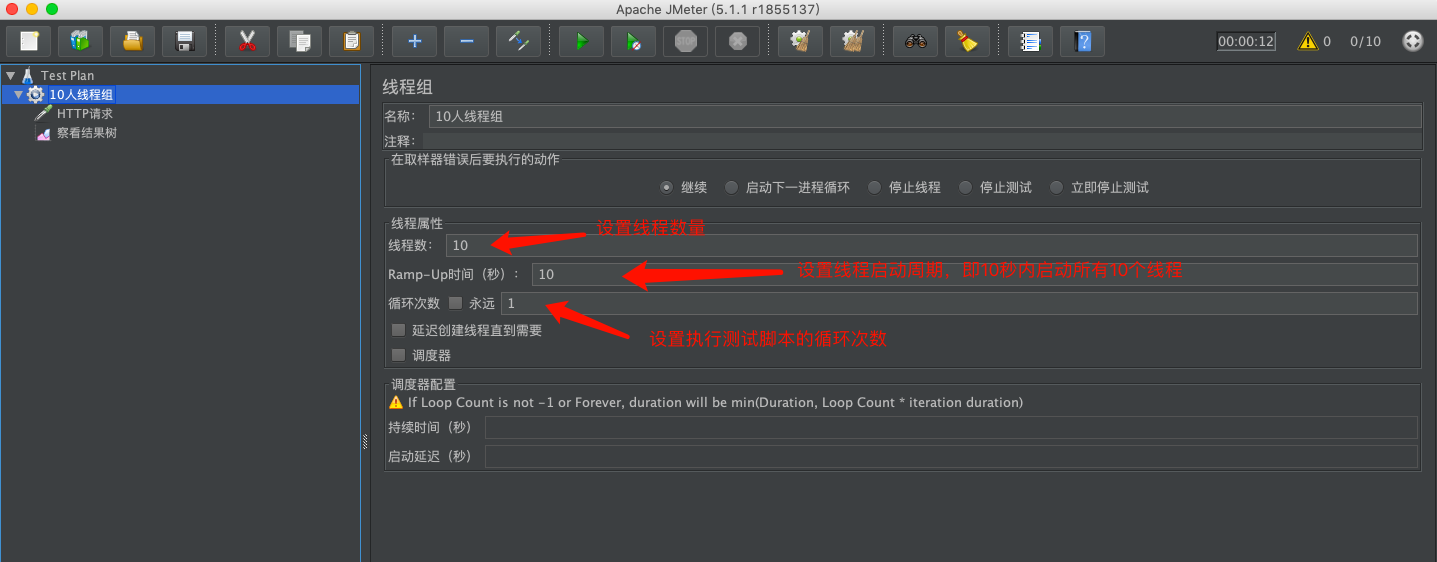 Apache JMeter (5.1.1 r1855137)
STOP
00:00:12
0
0/10
Test Plan
10人线程组
HTTP请求
察看结果树
线程组
名称： 10人线程组
注释：
在取样器错误后要执行的动作
继续 启动下一进程循环 停止线程 停止测试 立即停止测试
线程属性
设置线程数量
线程数： 10
Ramp-Up时间（秒）： 10
设置线程启动周期，即10秒内启动所有10个线程
循环次数 永远 1
设置执行测试脚本的循环次数
延迟创建线程直到需要
调度器
调度器配置
If Loop Count is not -1 or Forever, duration will be min(Duration, Loop Count * iteration duration)
持续时间（秒）
启动延迟（秒）